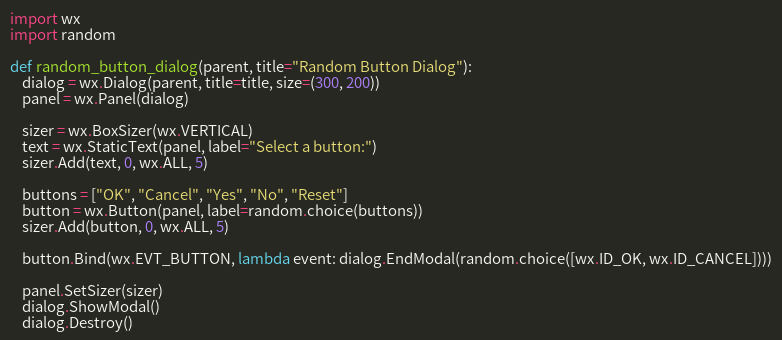 import wx
import random

def random_button_dialog(parent, title="Random Button Dialog"):
    dialog = wx.Dialog(parent, title=title, size=(300, 200))
    panel = wx.Panel(dialog)

    sizer = wx.BoxSizer(wx.VERTICAL)
    text = wx.StaticText(panel, label="Select a button:")
    sizer.Add(text, 0, wx.ALL, 5)

    buttons = ["OK", "Cancel", "Yes", "No", "Reset"]
    button = wx.Button(panel, label=random.choice(buttons))
    sizer.Add(button, 0, wx.ALL, 5)

    button.Bind(wx.EVT_BUTTON, lambda event: dialog.EndModal(random.choice([wx.ID_OK, wx.ID_CANCEL])))

    panel.SetSizer(sizer)
    dialog.ShowModal()
    dialog.Destroy()